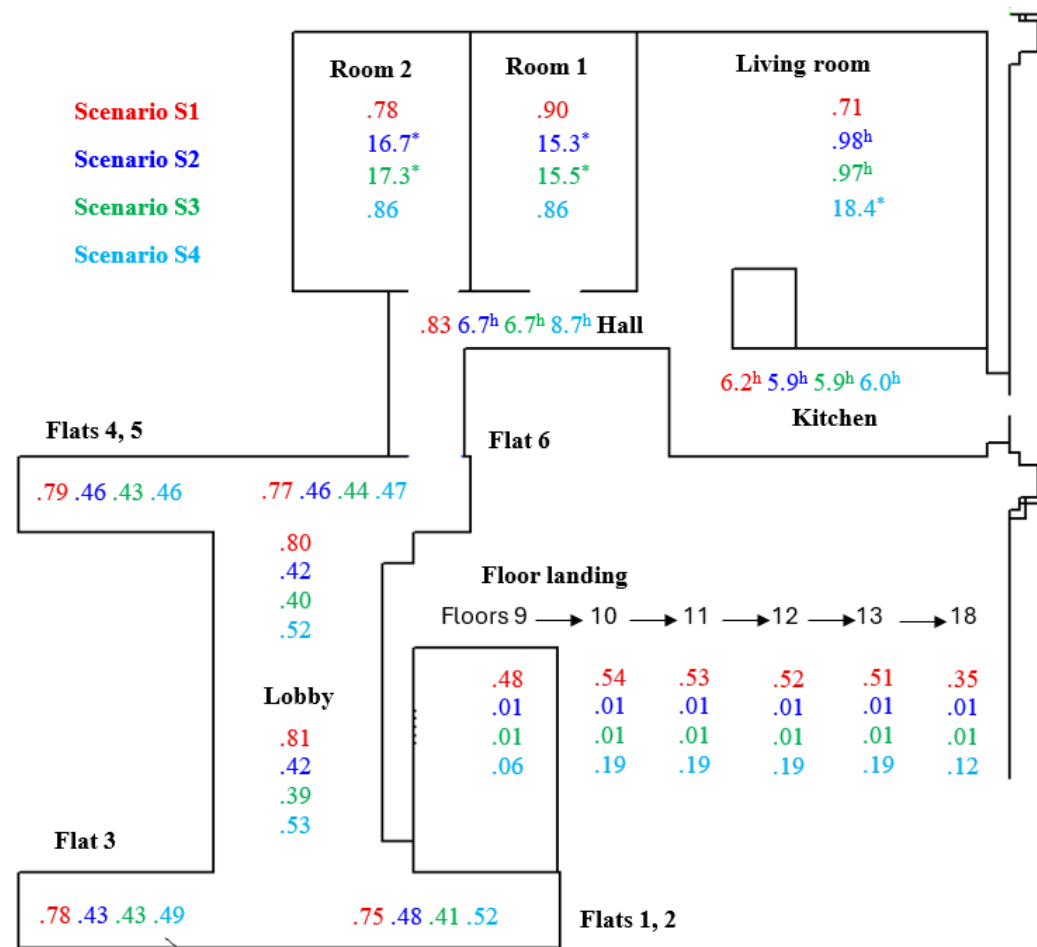 Room 2
Room 1
Living room
Scenario S1
Scenario S2
Scenario S3
Scenario S4
.78
16.7*
17.3*
.86
.90
15.3*
15.5*
.86
.71
.98ʰ
.97ʰ
18.4*
.83 6.7ʰ 6.7ʰ 8.7ʰ Hall
6.2ʰ 5.9ʰ 5.9ʰ 6.0ʰ
Kitchen
Flats 4, 5
Flat 6
.79 .46 .43 .46
.77 .46 .44 .47
.80
.42
.40
.52
Floor landing
Floors 9 → 10 → 11 → 12 → 13 → 18
.48 .54 .53 .52 .51 .35
.01 .01 .01 .01 .01 .01
.01 .01 .01 .01 .01 .01
.06 .19 .19 .19 .19 .12
Lobby
.81
.42
.39
.53
Flat 3
.78 .43 .43 .49
.75 .48 .41 .52
Flats 1, 2